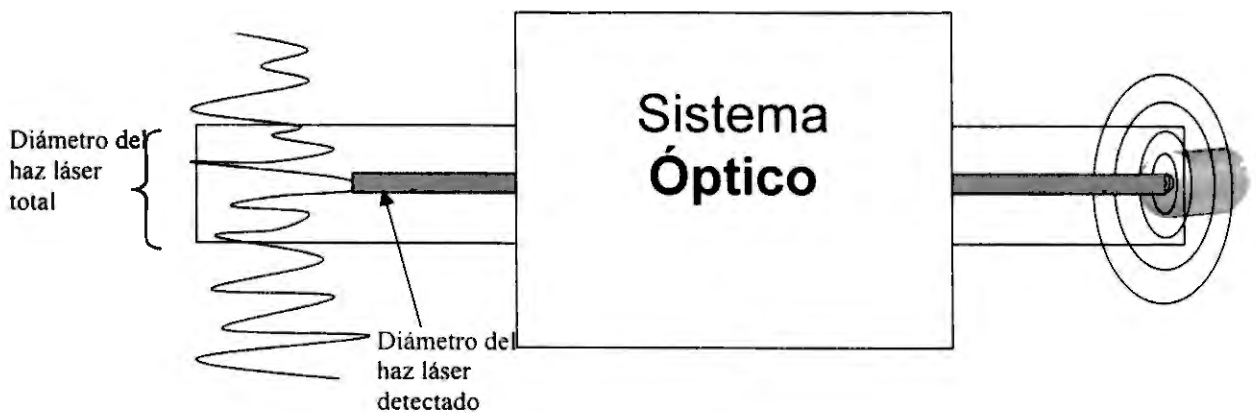 Sistema
Óptico
Diámetro del
haz láser
total
Diámetro del
haz láser
detectado